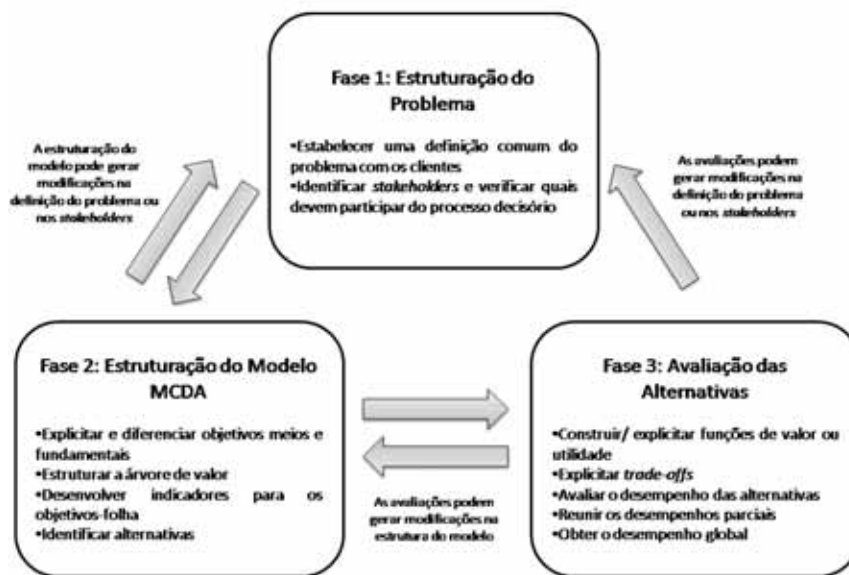 Fase 1: Estruturação do
Problema
•Estabelecer uma definição comum do
problema com os clientes
•Identificar stakeholders e verificar quais
devem participar do processo decisório
A estruturação do
modelo pode gerar
modificações na
definição do problema ou
nos stakeholders
As avaliações podem
gerar modificações na
definição do problema
ou nos stakeholders
Fase 2: Estruturação do Modelo
MCDA
•Explicitar e diferenciar objetivos meios e
fundamentais
•Estruturar a árvore de valor
•Desenvolver indicadores para os
objetivos-folha
•Identificar alternativas
As avaliações podem
gerar modificações na
estrutura do modelo
Fase 3: Avaliação das
Alternativas
•Construir/ explicitar funções de valor ou
utilidade
•Explicitar trade-offs
•Avaliar o desempenho das alternativas
•Reunir os desempenhos parciais
•Obter o desempenho global